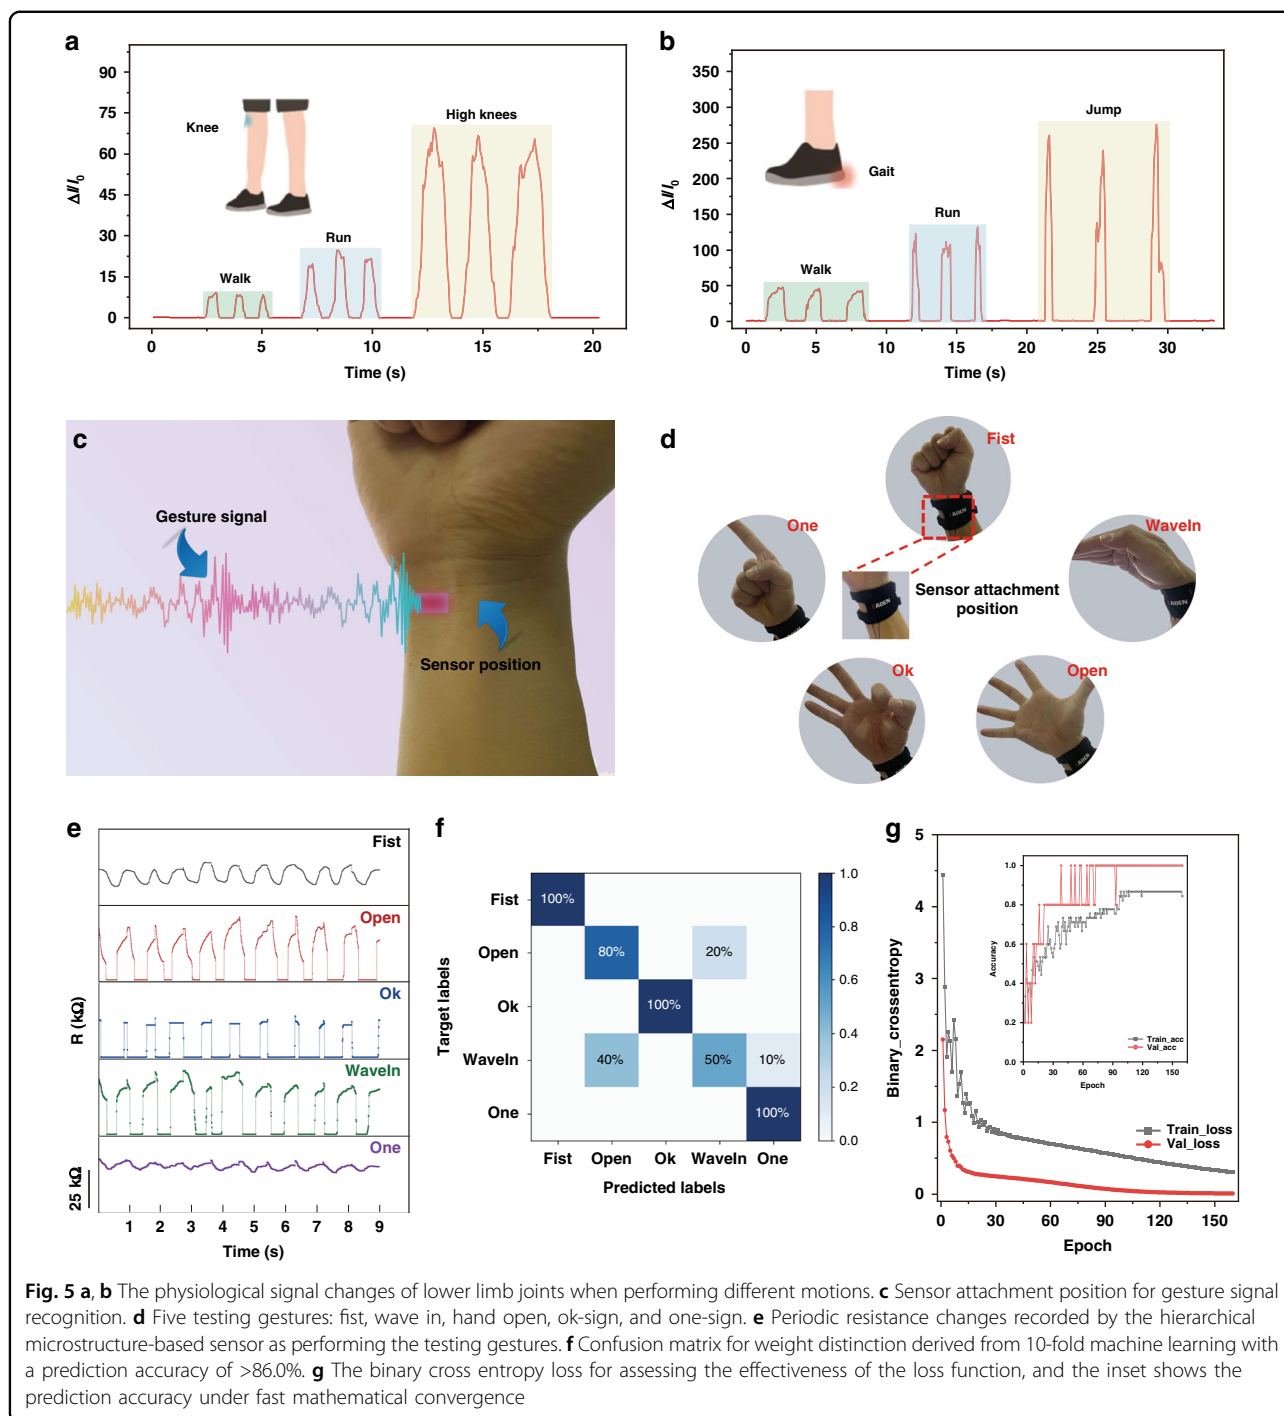 a
90
75
60
45
30
15
0
ΔI/I0
Knee
Walk
Run
High knees
0 5 10 15 20
Time (s)
b
350
300
250
200
150
100
50
0
ΔI/I0
Gait
Walk
Run
Jump
0 5 10 15 20 25 30
Time (s)
c
Gesture signal
Sensor position
d
Fist
One
WaveIn
Sensor attachment
position
Ok
Open
ADEN
ADEN
ADEN
ADEN
e
Fist
Open
Ok
WaveIn
One
R (kΩ)
25 kΩ
1 2 3 4 5 6 7 8 9
Time (s)
f
Target labels
Fist
Open
Ok
WaveIn
One
100%
80% 20%
100%
40% 50% 10%
100%
Fist Open Ok WaveIn One
Predicted labels
1.0
0.8
0.6
0.4
0.2
0.0
g
5
4
3
2
1
0
Binary_crossentropy
1.0
0.8
0.6
0.4
0.2
0.0
Accuracy
Train_acc
Val_acc
0 30 60 90 120 150
Epoch
Train_loss
Val_loss
0 30 60 90 120 150
Epoch
Fig. 5 a, b The physiological signal changes of lower limb joints when performing different motions. c Sensor attachment position for gesture signal
recognition. d Five testing gestures: fist, wave in, hand open, ok-sign, and one-sign. e Periodic resistance changes recorded by the hierarchical
microstructure-based sensor as performing the testing gestures. f Confusion matrix for weight distinction derived from 10-fold machine learning with
a prediction accuracy of >86.0%. g The binary cross entropy loss for assessing the effectiveness of the loss function, and the inset shows the
prediction accuracy under fast mathematical convergence